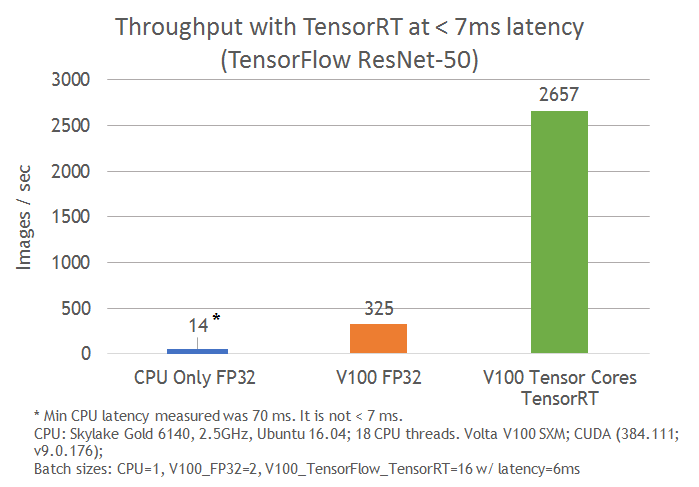 Throughput with TensorRT at < 7ms latency
(TensorFlow ResNet-50)
3000
2500
2000
1500
1000
500
0
Images / sec
14 *
325
2657
CPU Only FP32
V100 FP32
V100 Tensor Cores
TensorRT
* Min CPU latency measured was 70 ms. It is not < 7 ms.
CPU: Skylake Gold 6140, 2.5GHz, Ubuntu 16.04; 18 CPU threads. Volta V100 SXM; CUDA (384.111;
v9.0.176);
Batch sizes: CPU=1, V100_FP32=2, V100_TensorFlow_TensorRT=16 w/ latency=6ms